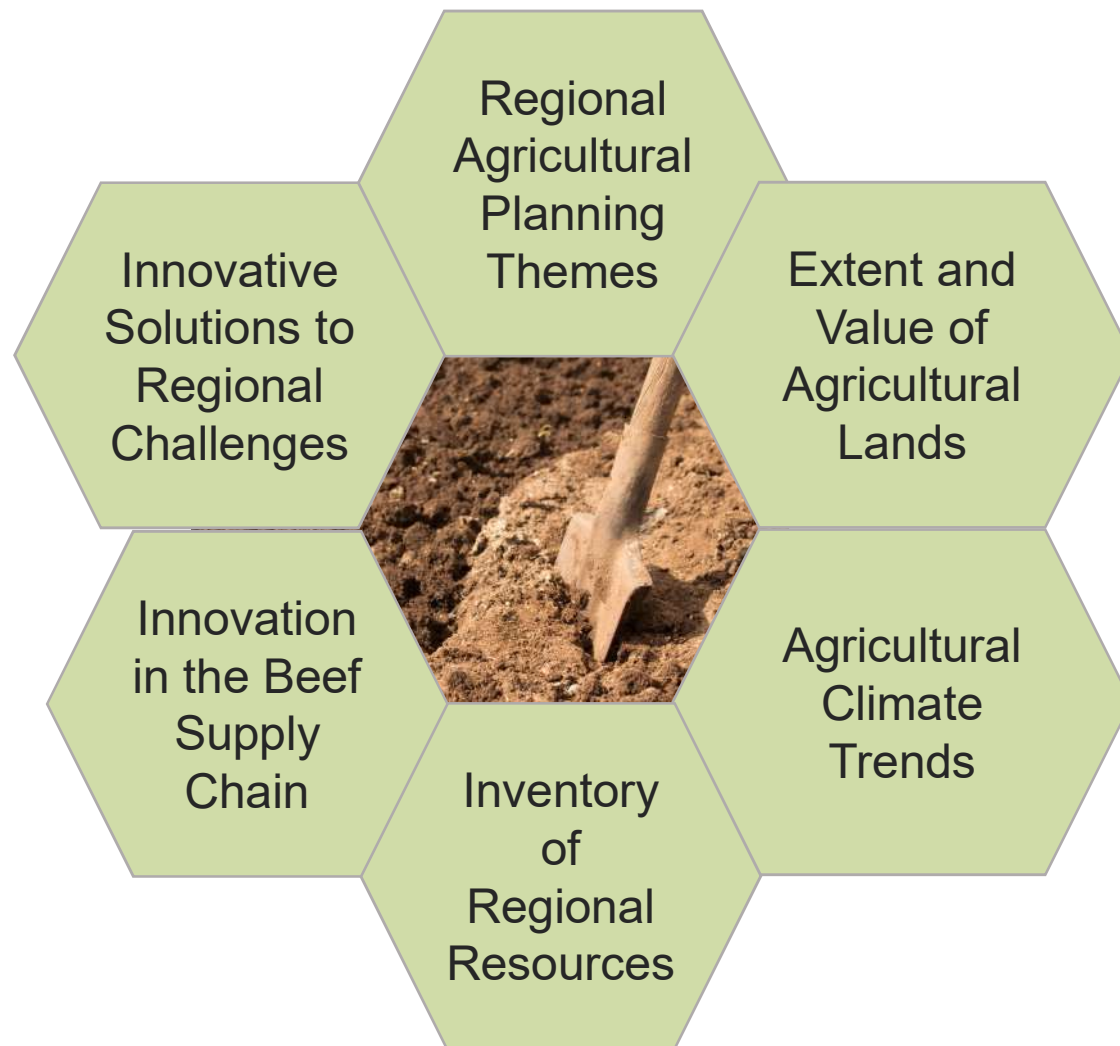 Regional
Agricultural
Planning
Themes
Extent and
Value of
Agricultural
Lands
Agricultural
Climate
Trends
Inventory
of
Regional
Resources
Innovation
in the Beef
Supply
Chain
Innovative
Solutions to
Regional
Challenges